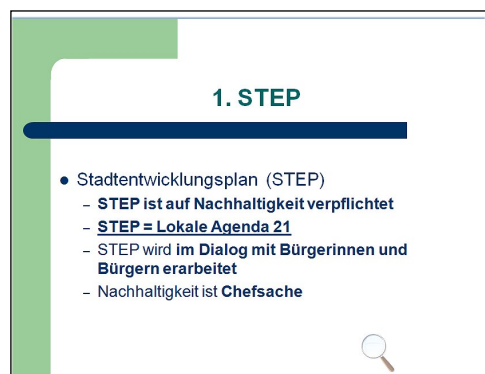 1. STEP
● Stadtentwicklungsplan (STEP)
– STEP ist auf Nachhaltigkeit verpflichtet
– STEP = Lokale Agenda 21
– STEP wird im Dialog mit Bürgerinnen und
Bürgern erarbeitet
– Nachhaltigkeit ist Chefsache